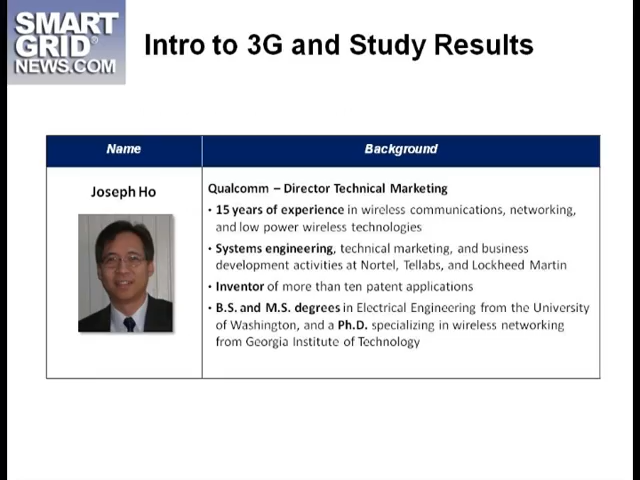 SMART
GRID®
NEWS.COM
Intro to 3G and Study Results
Name
Background
Joseph Ho
Qualcomm – Director Technical Marketing
• 15 years of experience in wireless communications, networking,
and low power wireless technologies
• Systems engineering, technical marketing, and business
development activities at Nortel, Tellabs, and Lockheed Martin
• Inventor of more than ten patent applications
• B.S. and M.S. degrees in Electrical Engineering from the University
of Washington, and a Ph.D. specializing in wireless networking
from Georgia Institute of Technology